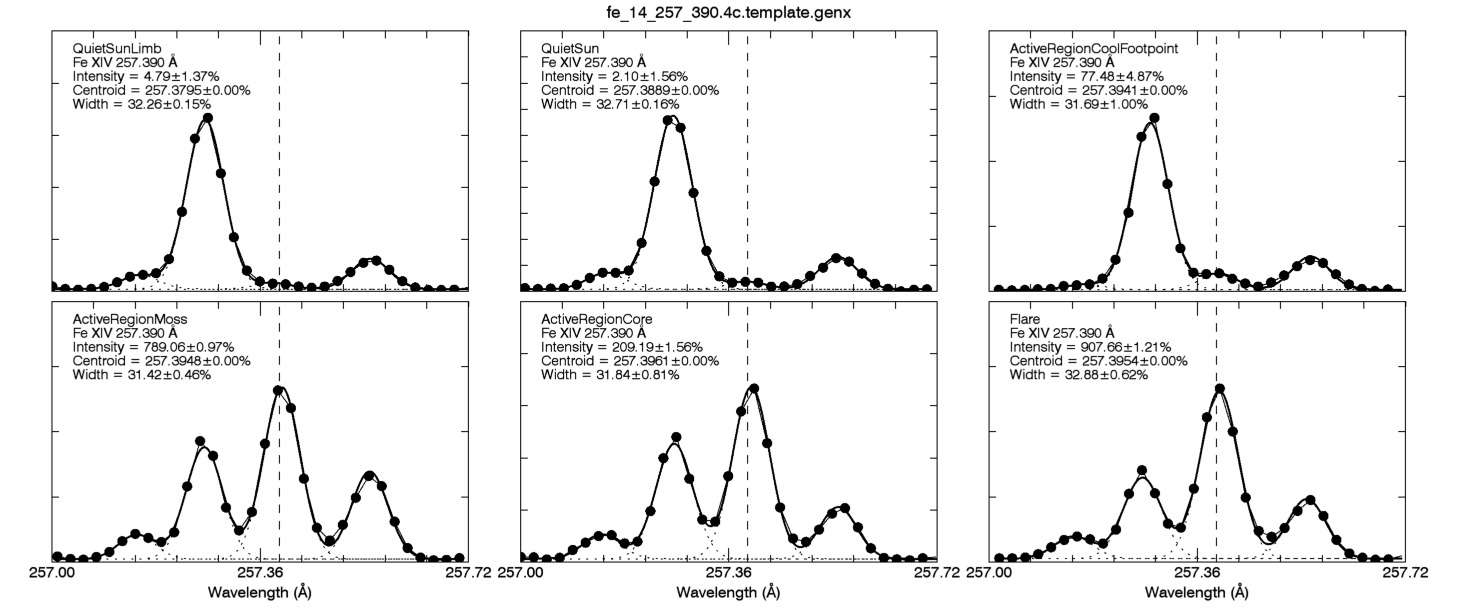 fe_14_257_390.4c.template.genx
QuietSunLimb
Fe XIV 257.390 Å
Intensity = 4.79±1.37%
Centroid = 257.3795±0.00%
Width = 32.26±0.15%
QuietSun
Fe XIV 257.390 Å
Intensity = 2.10±1.56%
Centroid = 257.3889±0.00%
Width = 32.71±0.16%
ActiveRegionCoolFootpoint
Fe XIV 257.390 Å
Intensity = 77.48±4.87%
Centroid = 257.3941±0.00%
Width = 31.69±1.00%
ActiveRegionMoss
Fe XIV 257.390 Å
Intensity = 789.06±0.97%
Centroid = 257.3948±0.00%
Width = 31.42±0.46%
257.00 257.36 257.72
Wavelength (Å)
ActiveRegionCore
Fe XIV 257.390 Å
Intensity = 209.19±1.56%
Centroid = 257.3961±0.00%
Width = 31.84±0.81%
257.00 257.36 257.72
Wavelength (Å)
Flare
Fe XIV 257.390 Å
Intensity = 907.66±1.21%
Centroid = 257.3954±0.00%
Width = 32.88±0.62%
257.00 257.36 257.72
Wavelength (Å)